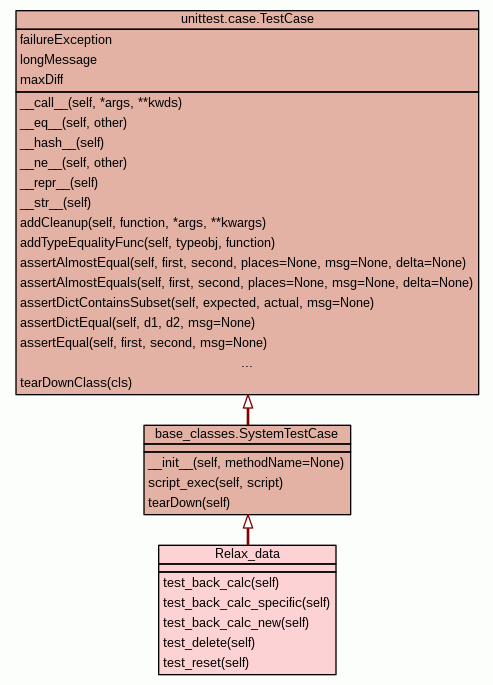 unittest.case.TestCase
failureException
longMessage
maxDiff
__call__(self, *args, **kwds)
__eq__(self, other)
__hash__(self)
__ne__(self, other)
__repr__(self)
__str__(self)
addCleanup(self, function, *args, **kwargs)
addTypeEqualityFunc(self, typeobj, function)
assertAlmostEqual(self, first, second, places=None, msg=None, delta=None)
assertAlmostEquals(self, first, second, places=None, msg=None, delta=None)
assertDictContainsSubset(self, expected, actual, msg=None)
assertDictEqual(self, d1, d2, msg=None)
assertEqual(self, first, second, msg=None)
...
tearDownClass(cls)
base_classes.SystemTestCase
__init__(self, methodName=None)
script_exec(self, script)
tearDown(self)
Relax_data
test_back_calc(self)
test_back_calc_specific(self)
test_back_calc_new(self)
test_delete(self)
test_reset(self)